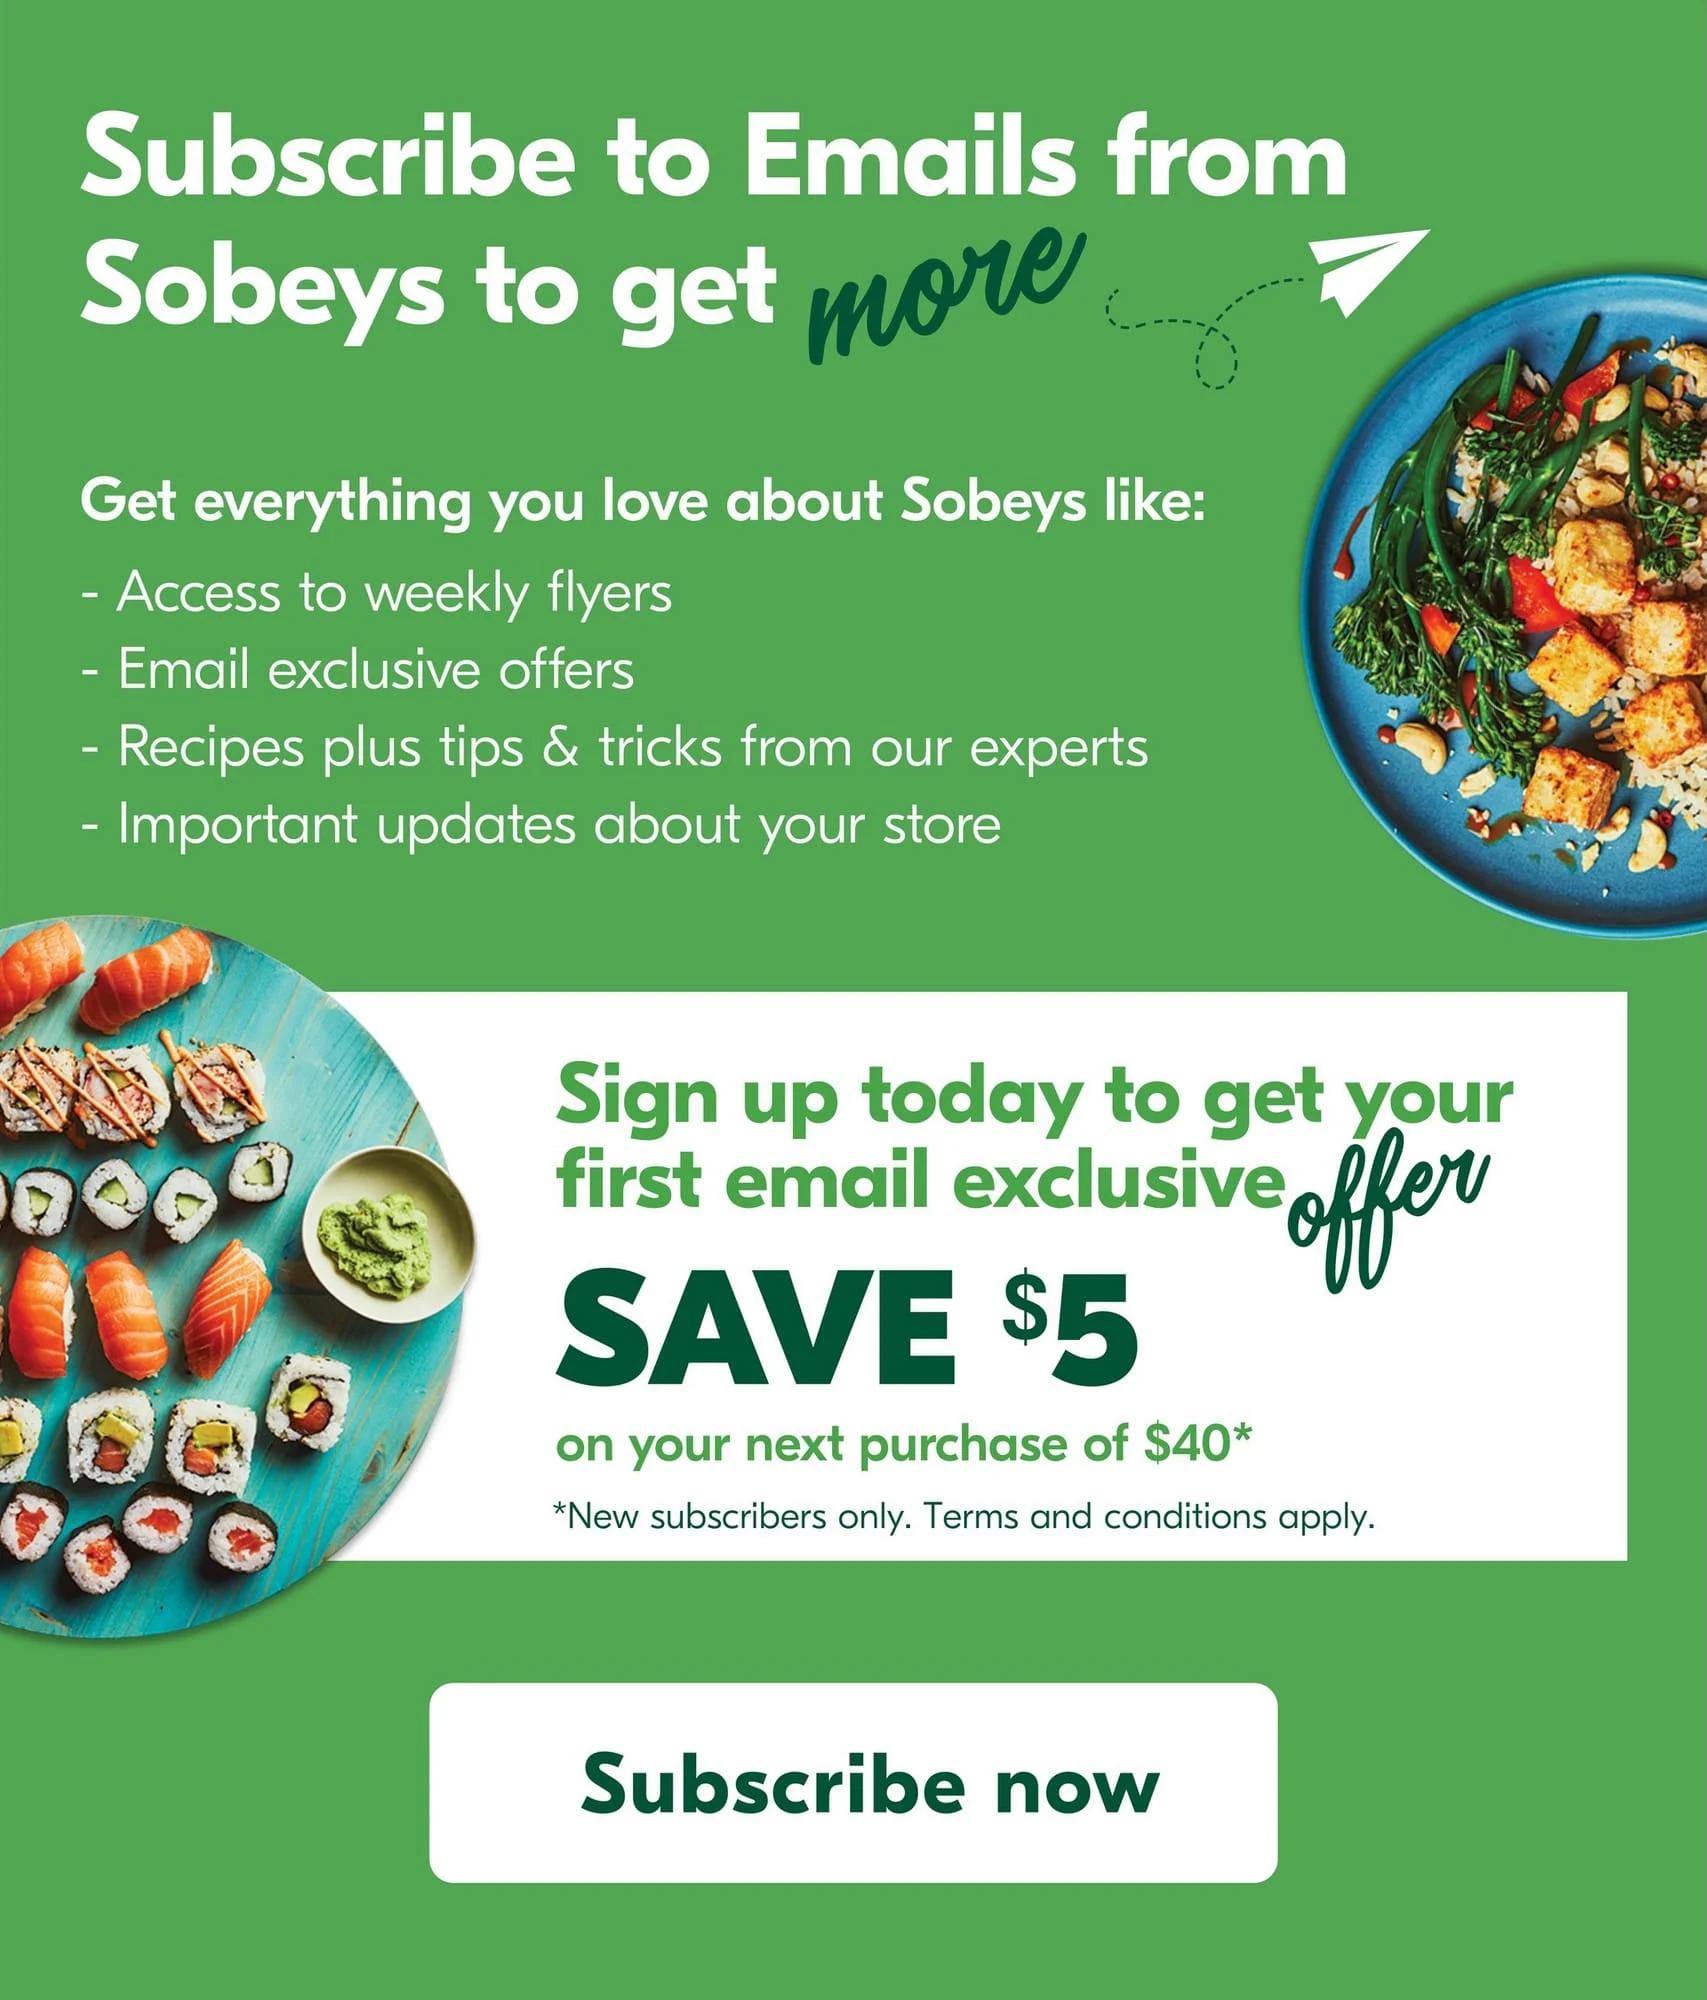 Subscribe to Emails from
Sobeys to get more
Get everything you love about Sobeys like:
- Access to weekly flyers
- Email exclusive offers
- Recipes plus tips & tricks from our experts
- Important updates about your store
Sign up today to get your
first email exclusive offer
SAVE $5
on your next purchase of $40*
*New subscribers only. Terms and conditions apply.
Subscribe now